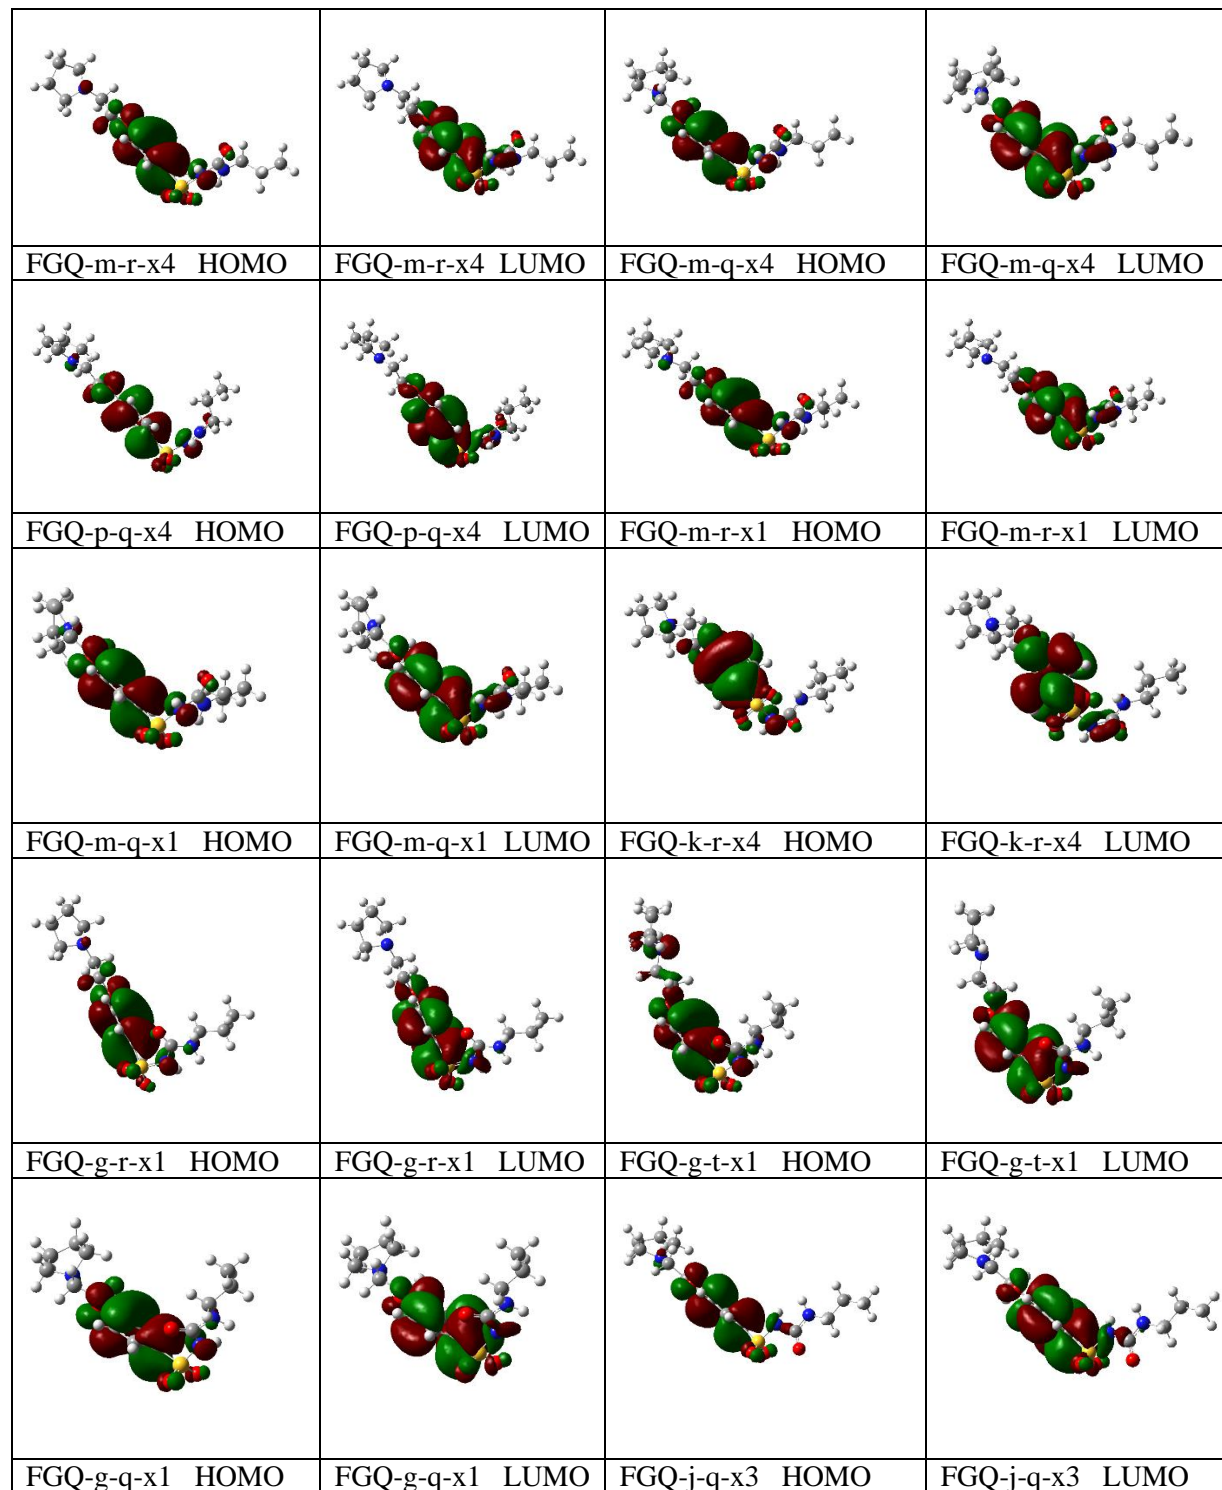 FGQ-m-r-x4 HOMO FGQ-m-r-x4 LUMO FGQ-m-q-x4 HOMO FGQ-m-q-x4 LUMO
FGQ-p-q-x4 HOMO FGQ-p-q-x4 LUMO FGQ-m-r-x1 HOMO FGQ-m-r-x1 LUMO
FGQ-m-q-x1 HOMO FGQ-m-q-x1 LUMO FGQ-k-r-x4 HOMO FGQ-k-r-x4 LUMO
FGQ-g-r-x1 HOMO FGQ-g-r-x1 LUMO FGQ-g-t-x1 HOMO FGQ-g-t-x1 LUMO
FGQ-g-q-x1 HOMO FGQ-g-q-x1 LUMO FGQ-j-q-x3 HOMO FGQ-j-q-x3 LUMO